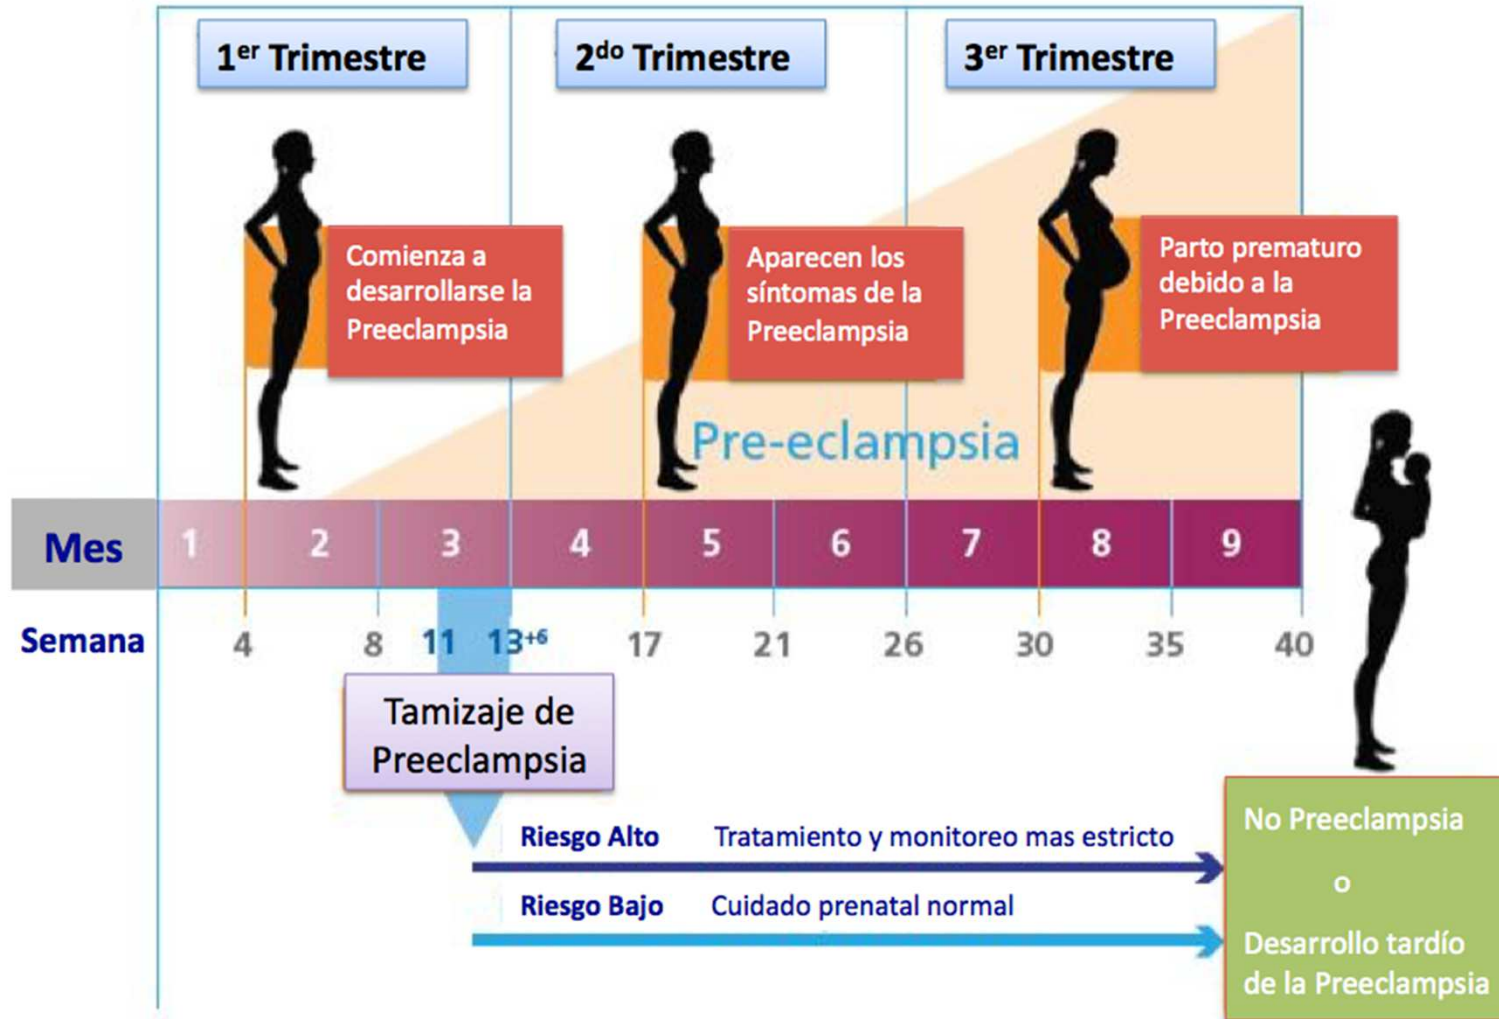 1er Trimestre
2do Trimestre
3er Trimestre
Comienza a
desarrollarse la
Preeclampsia
Aparecen los
síntomas de la
Preeclampsia
Parto prematuro
debido a la
Preeclampsia
Pre-eclampsia
Mes 1 2 3 4 5 6 7 8 9
Semana 4 8 11 13+6 17 21 26 30 35 40
Tamizaje de
Preeclampsia
Riesgo Alto Tratamiento y monitoreo mas estricto
Riesgo Bajo Cuidado prenatal normal
No Preeclampsia
o
Desarrollo tardío
de la Preeclampsia